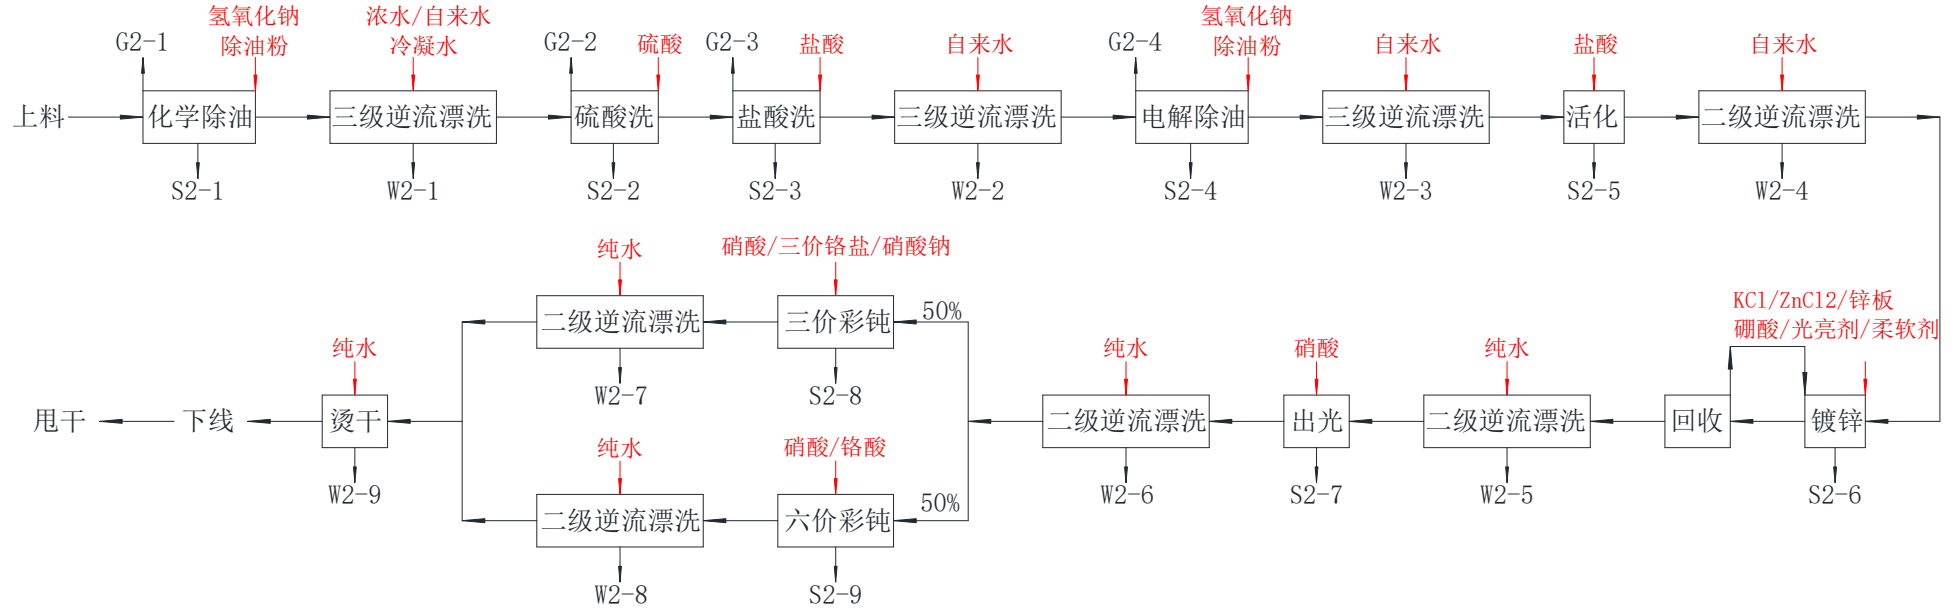 G2-1
氢氧化钠
除油粉
浓水/自来水
冷凝水
G2-2
硫酸
G2-3
盐酸
自来水
G2-4
氢氧化钠
除油粉
自来水
盐酸
自来水
上料
化学除油
三级逆流漂洗
硫酸洗
盐酸洗
三级逆流漂洗
电解除油
三级逆流漂洗
活化
二级逆流漂洗
S2-1
W2-1
S2-2
S2-3
W2-2
S2-4
W2-3
S2-5
W2-4
纯水
硝酸/三价铬盐/硝酸钠
二级逆流漂洗
三价彩钝
50%
W2-7
S2-8
KCl/ZnCl2/锌板
硼酸/光亮剂/柔软剂
纯水
纯水
硝酸
纯水
甩干
下线
烫干
二级逆流漂洗
出光
二级逆流漂洗
回收
镀锌
W2-9
W2-6
S2-7
W2-5
S2-6
纯水
硝酸/铬酸
二级逆流漂洗
六价彩钝
50%
W2-8
S2-9